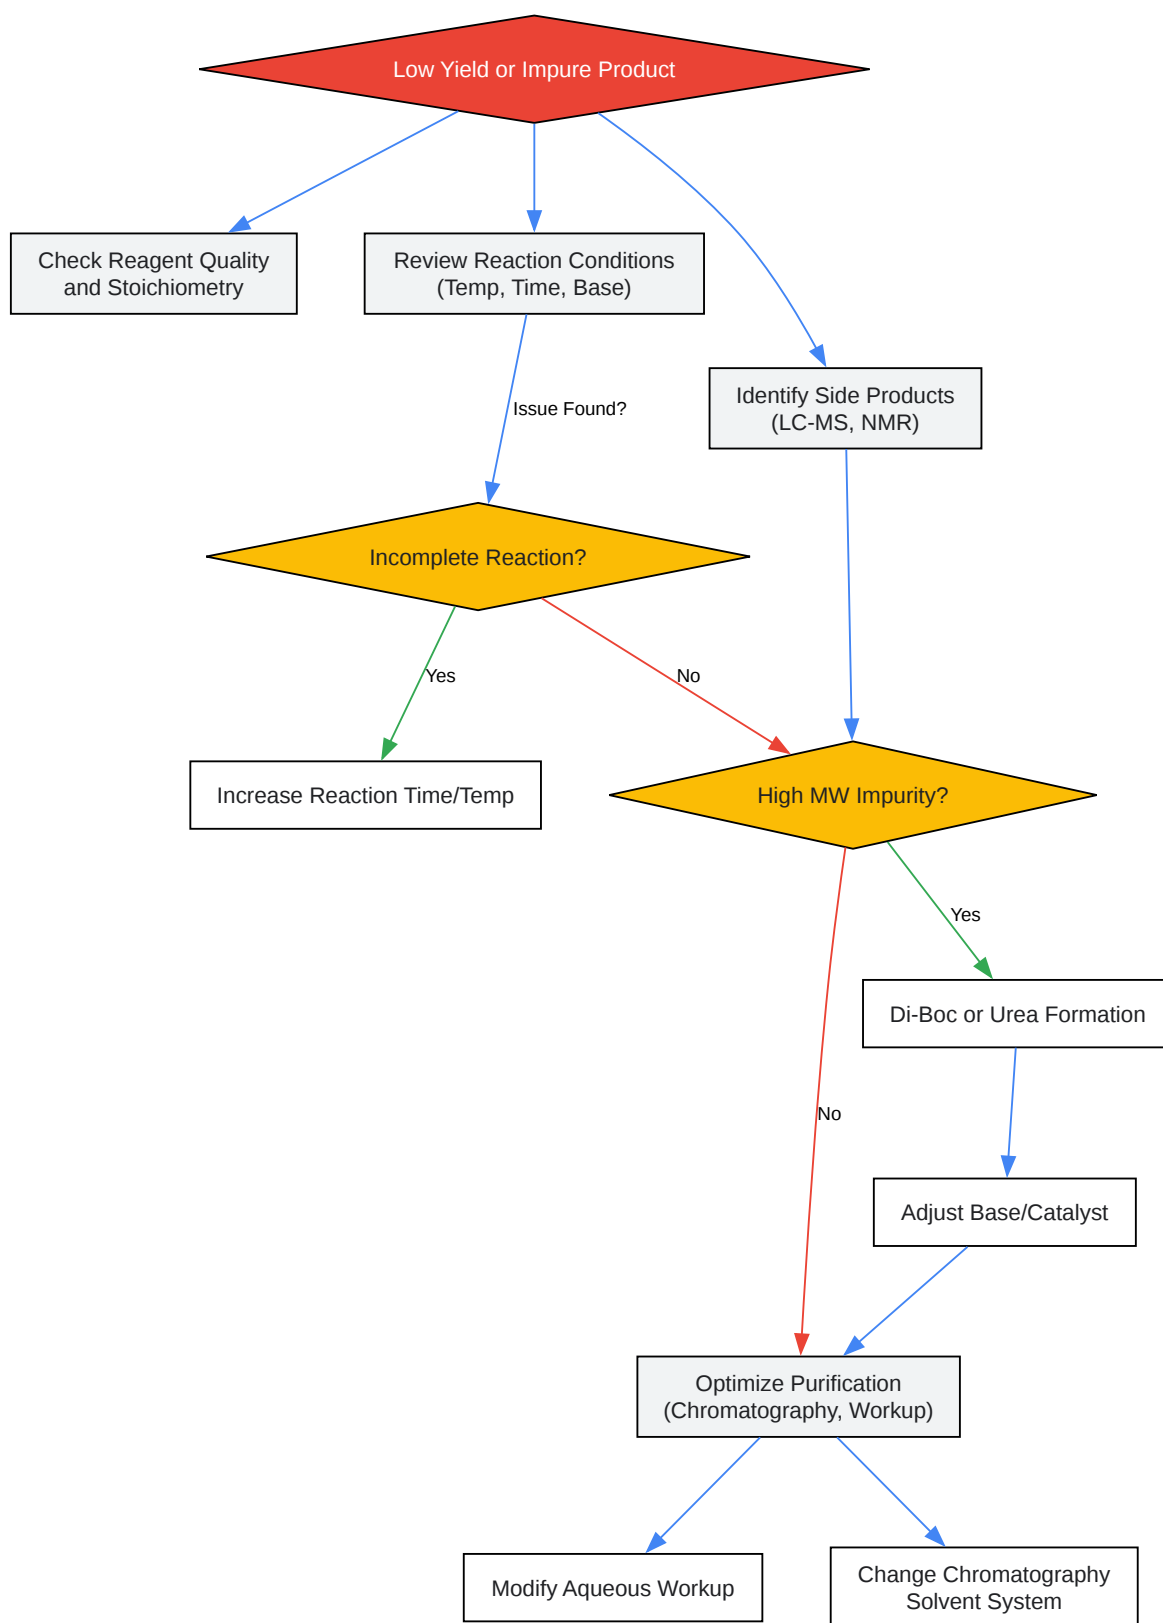 Low Yield or Impure Product
Check Reagent Quality
and Stoichiometry
Review Reaction Conditions
(Temp, Time, Base)
Identify Side Products
(LC-MS, NMR)
Issue Found?
Incomplete Reaction?
Yes
No
Increase Reaction Time/Temp
High MW Impurity?
Yes
Di-Boc or Urea Formation
No
Adjust Base/Catalyst
Optimize Purification
(Chromatography, Workup)
Modify Aqueous Workup
Change Chromatography
Solvent System